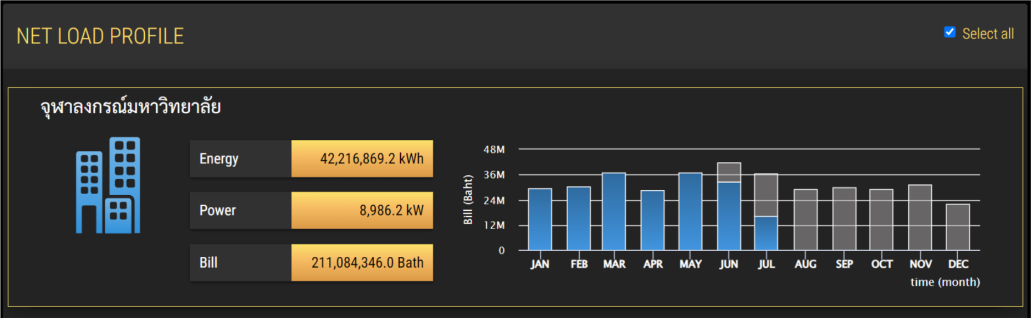 NET LOAD PROFILE
Select all
จุฬาลงกรณ์มหาวิทยาลัย
Energy 42,216,869.2 kWh
Power 8,986.2 kW
Bill 211,084,346.0 Bath
Bill (Baht)
48M
36M
24M
12M
0
JAN FEB MAR APR MAY JUN JUL AUG SEP OCT NOV DEC
time (month)